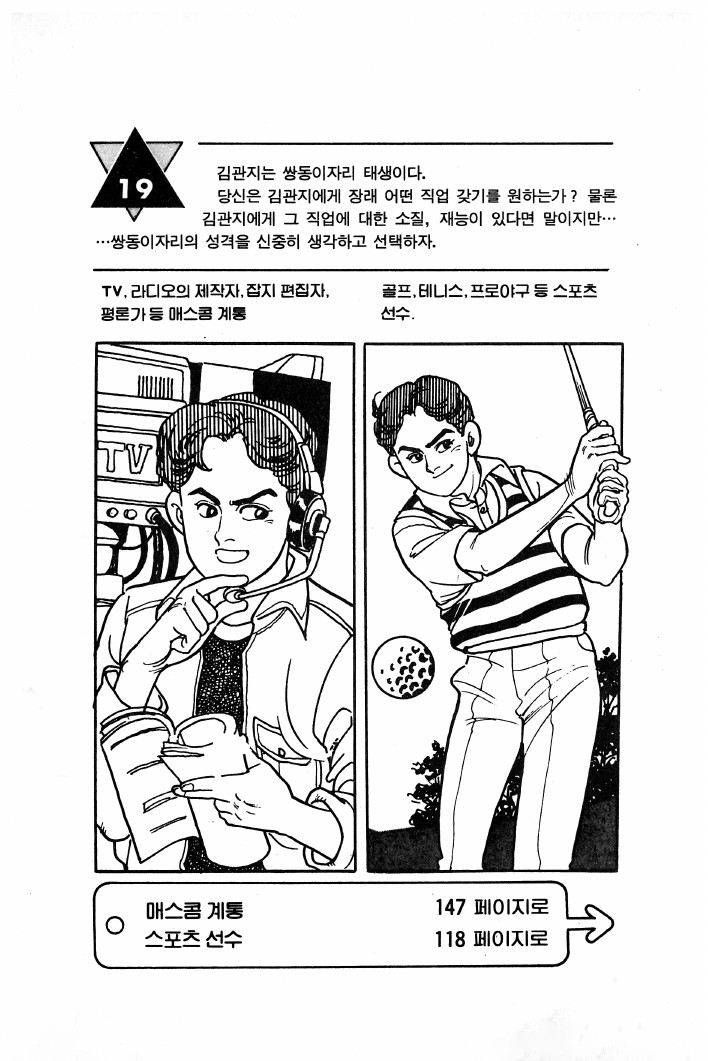 19
김관지는 쌍동이자리 태생이다.
당신은 김관지에게 장래 어떤 직업 갖기를 원하는가? 물론
김관지에게 그 직업에 대한 소질, 재능이 있다면 말이지만…
…쌍동이자리의 성격을 신중히 생각하고 선택하자.
TV, 라디오의 제작자, 잡지 편집자,
평론가 등 매스콤 계통
골프, 테니스, 프로야구 등 스포츠
선수.
TV
매스콤 계통 147 페이지로
스포츠 선수 118 페이지로